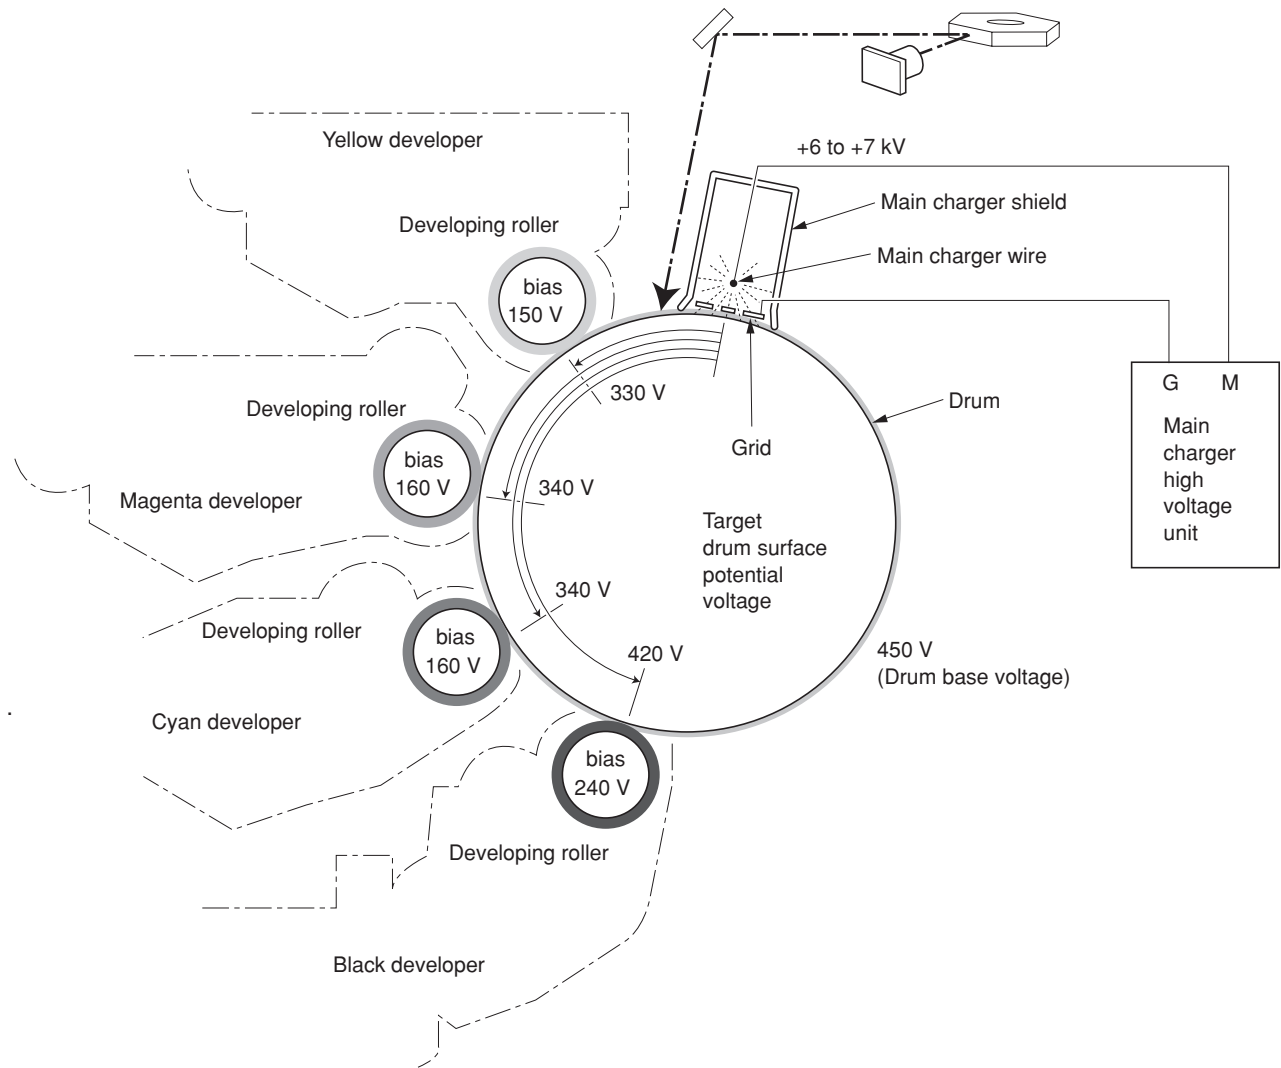 Yellow developer
+6 to +7 kV
Main charger shield
Developing roller
Main charger wire
bias
150 V
G M
330 V
Drum
Developing roller
Main
charger
high
voltage
unit
Grid
bias
160 V
340 V
Magenta developer
Target
drum surface
potential
voltage
340 V
Developing roller
bias
160 V
420 V
450 V
(Drum base voltage)
Cyan developer
bias
240 V
Developing roller
Black developer